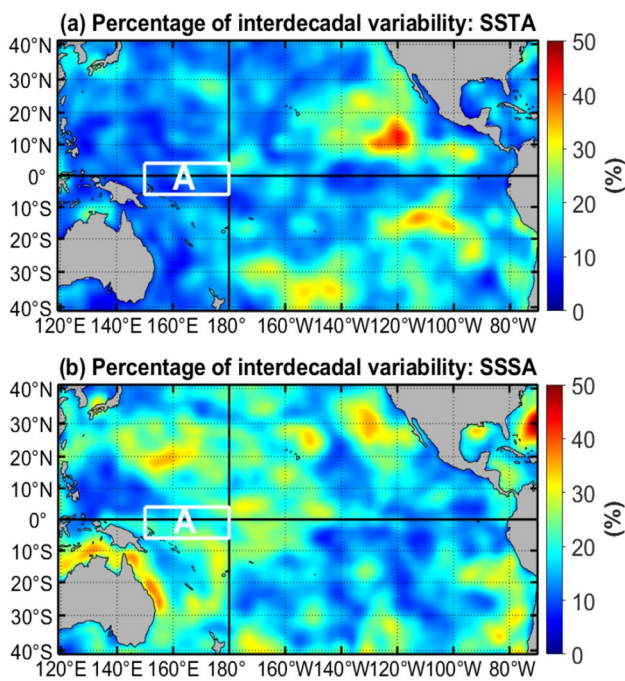 (a) Percentage of interdecadal variability: SSTA
40°N
30°N
20°N
10°N
0°
10°S
20°S
30°S
40°S
A
120°E 140°E 160°E 180° 160°W 140°W 120°W 100°W 80°W
50
40
30
20
10
0
(%)
(b) Percentage of interdecadal variability: SSSA
40°N
30°N
20°N
10°N
0°
10°S
20°S
30°S
40°S
A
120°E 140°E 160°E 180° 160°W 140°W 120°W 100°W 80°W
50
40
30
20
10
0
(%)